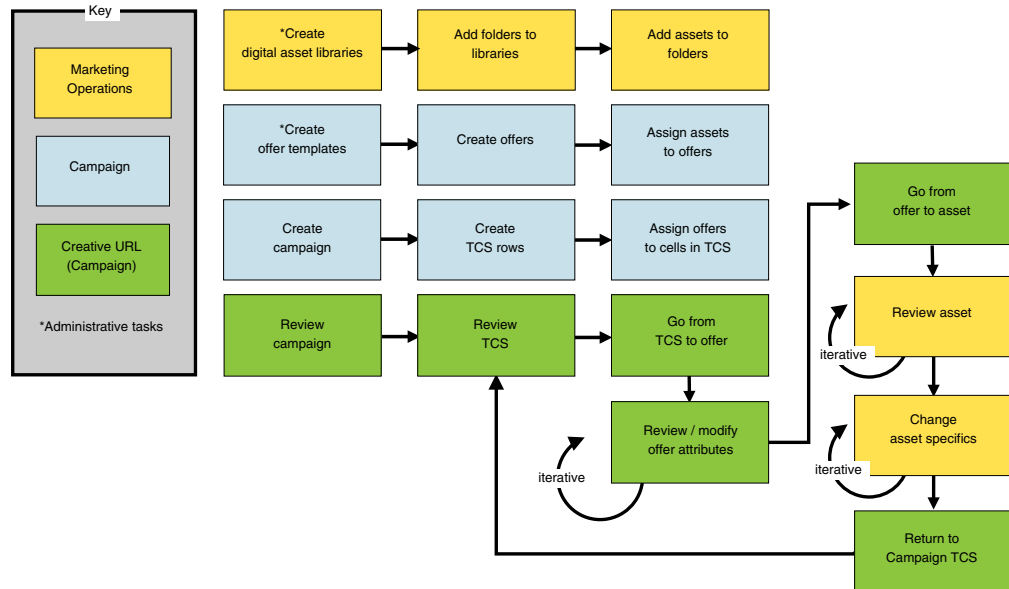 Key
Marketing
Operations
Campaign
Creative URL
(Campaign)
*Administrative tasks
*Create
digital asset libraries
Add folders to
libraries
Add assets to
folders
*Create
offer templates
Create offers
Assign assets
to offers
Create
campaign
Create
TCS rows
Assign offers
to cells in TCS
Review
campaign
Review
TCS
Go from
TCS to offer
Review / modify
offer attributes
iterative
Go from
offer to asset
Review asset
iterative
Change
asset specifics
iterative
Return to
Campaign TCS